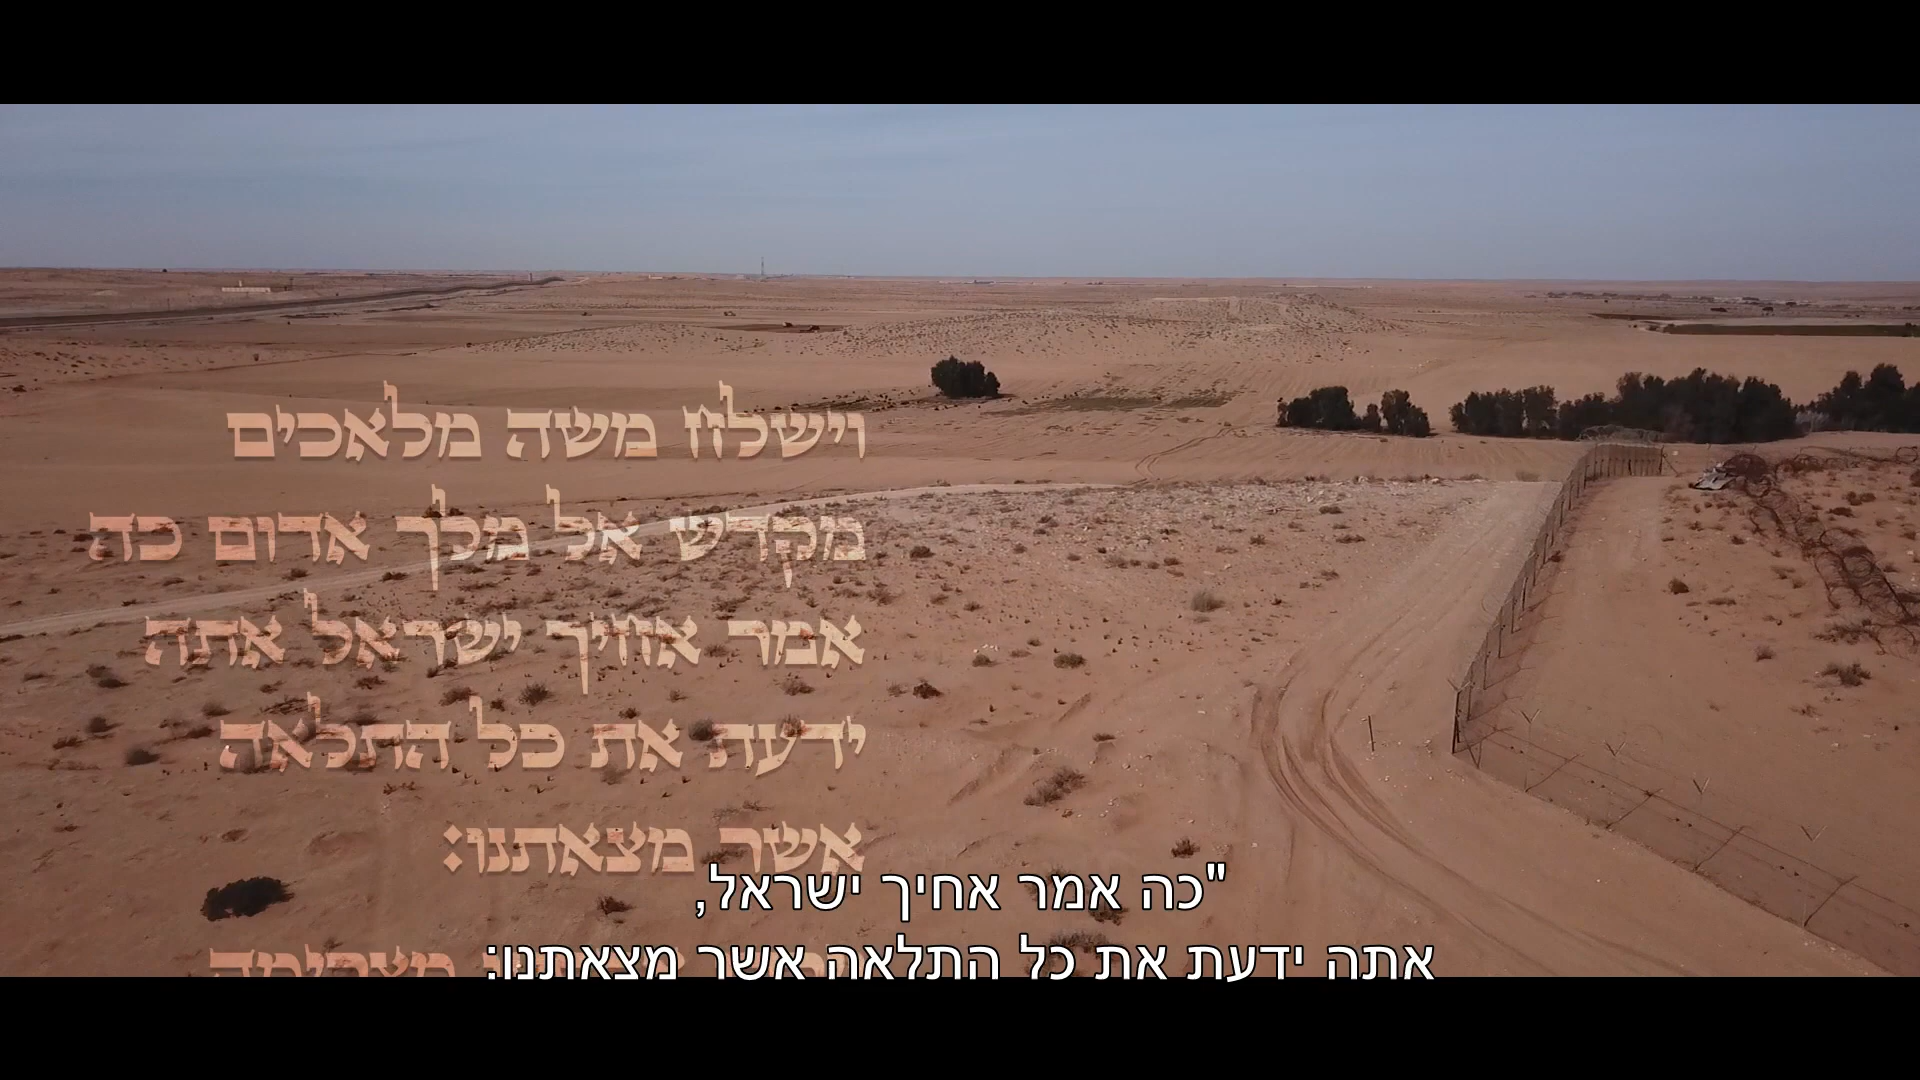 וישלח משה מלאכים
מקדש אל מלך אדום כה
אמר אחיך ישראל אתה
ידעת את כל התלאה
אשר מצאתנו:
מצרימה
"כה אמר אחיך ישראל,
אתה ידעת את כל התלאה אשר מצאתנו;